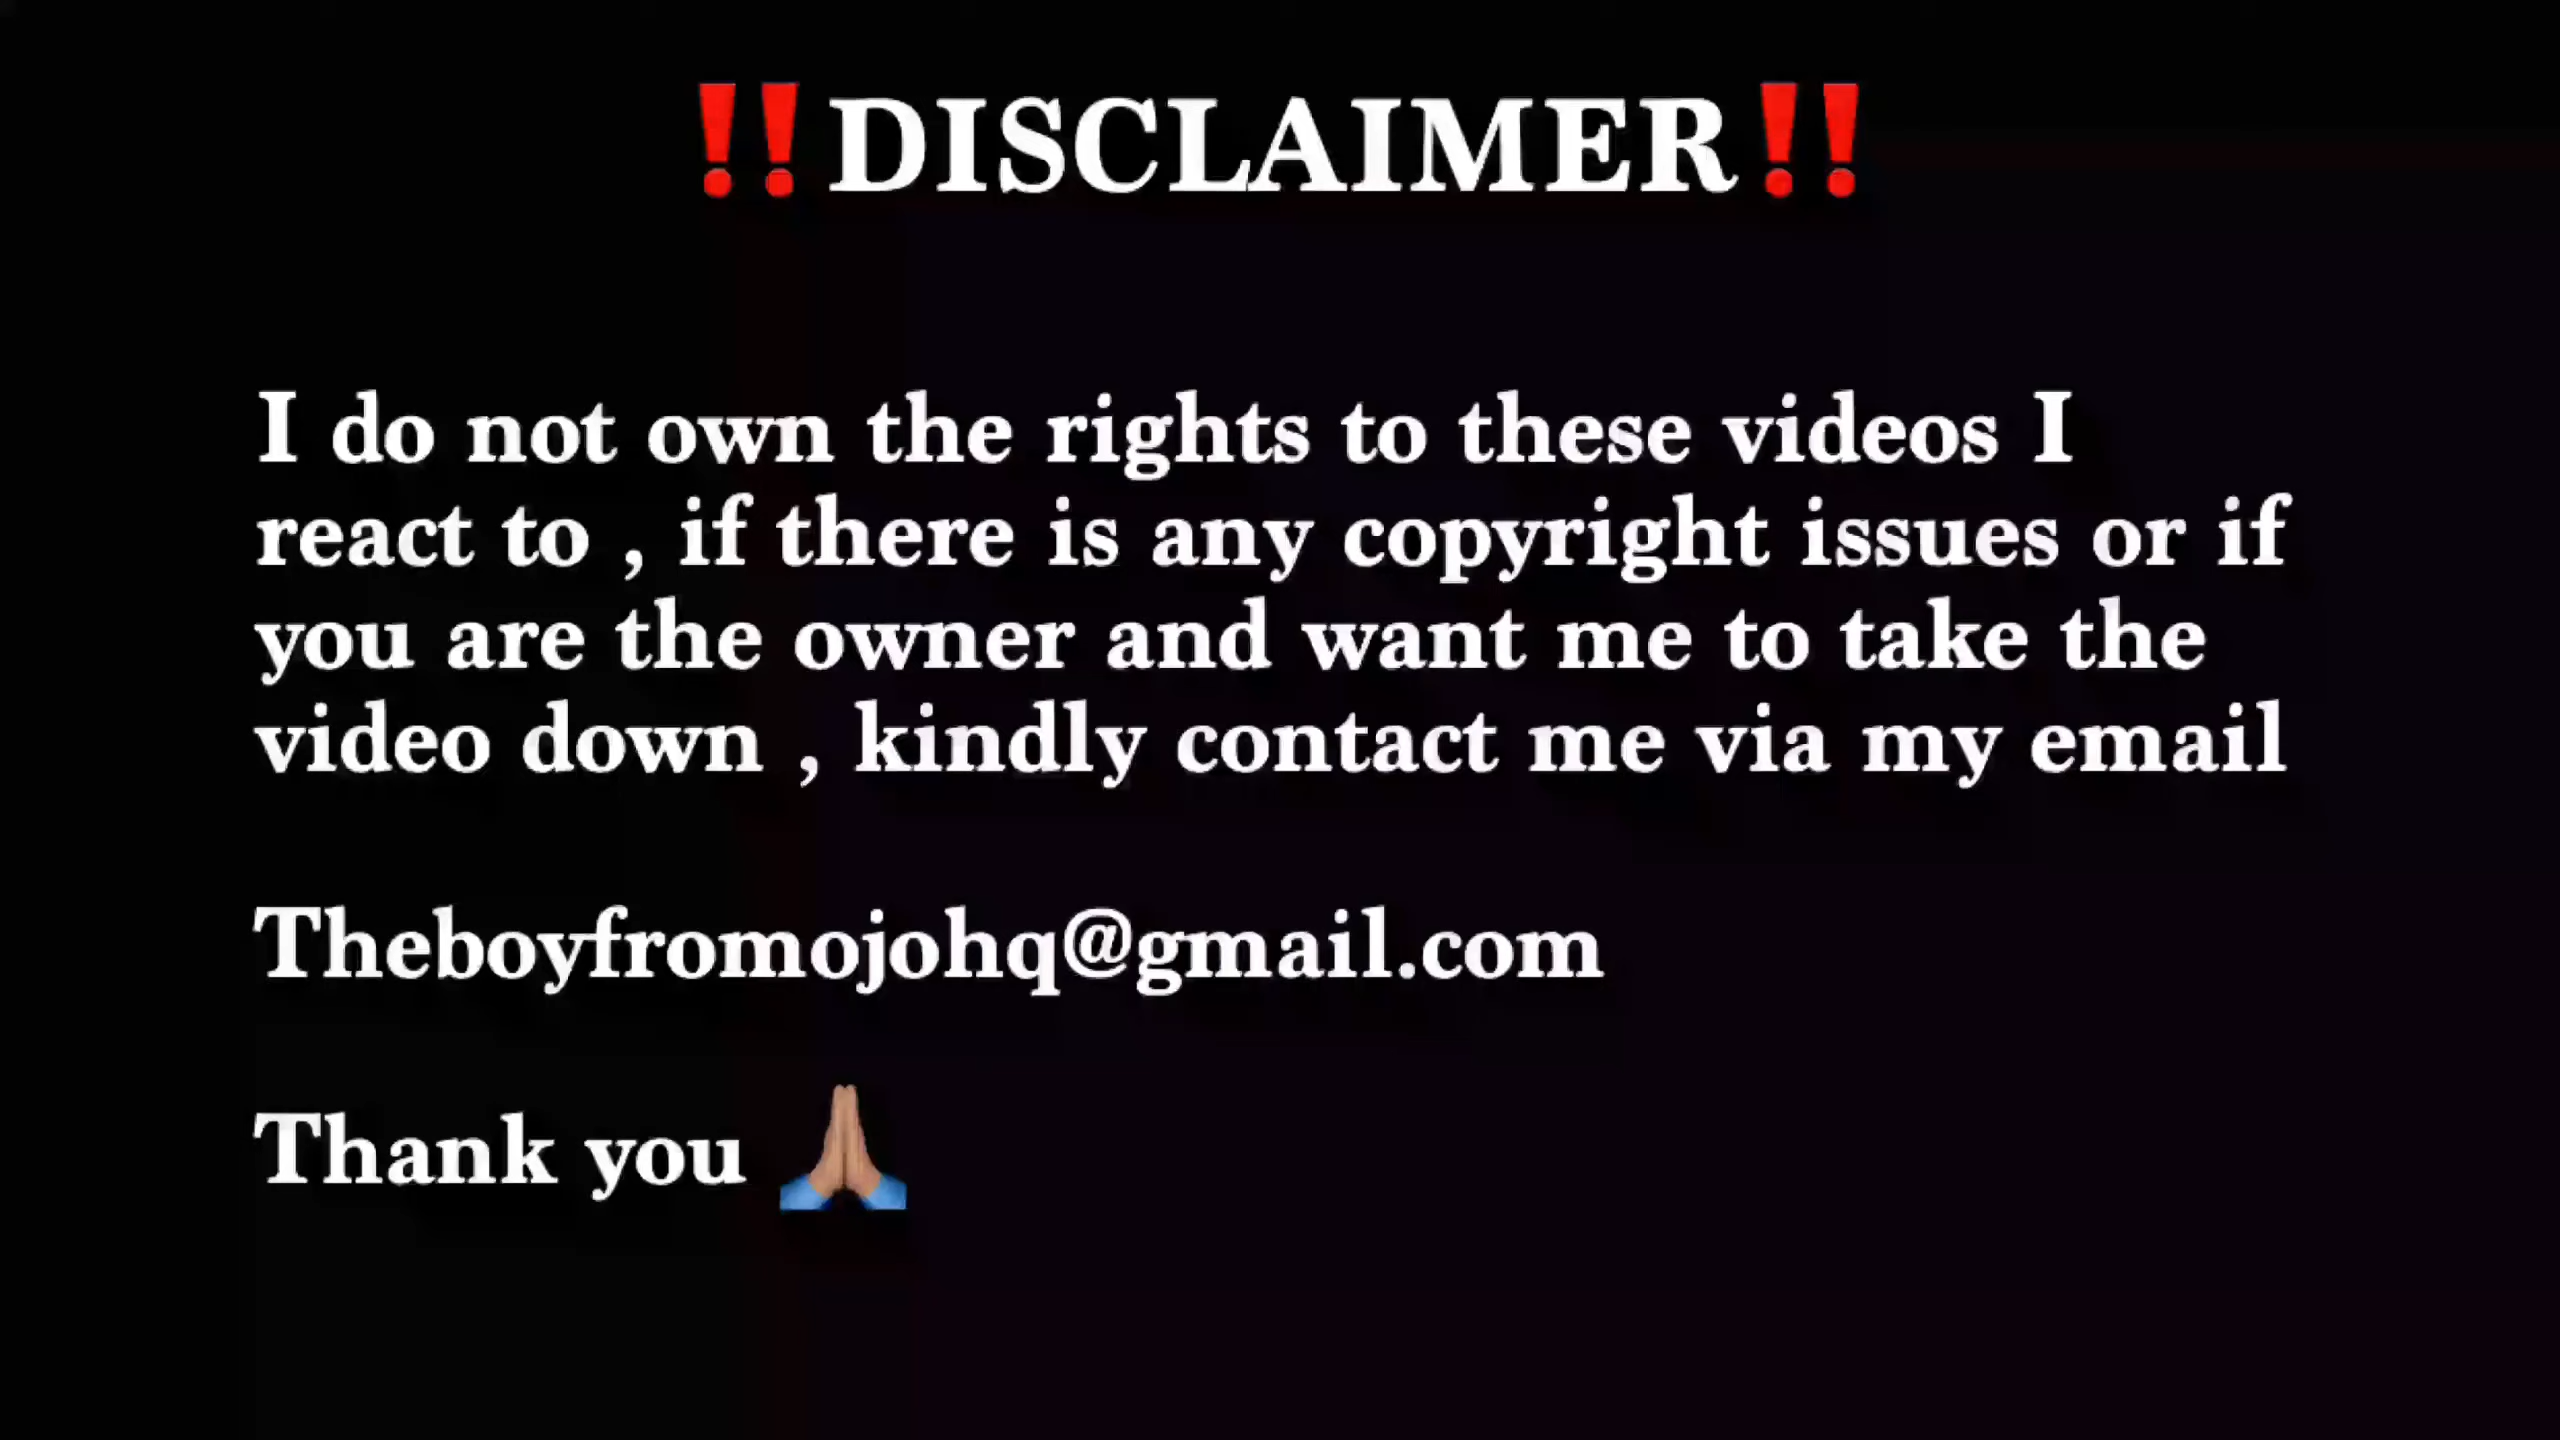 ‼️DISCLAIMER‼️
I do not own the rights to these videos I
react to , if there is any copyright issues or if
you are the owner and want me to take the
video down , kindly contact me via my email
Theboyfromojohq@gmail.com
Thank you 🙏🏽